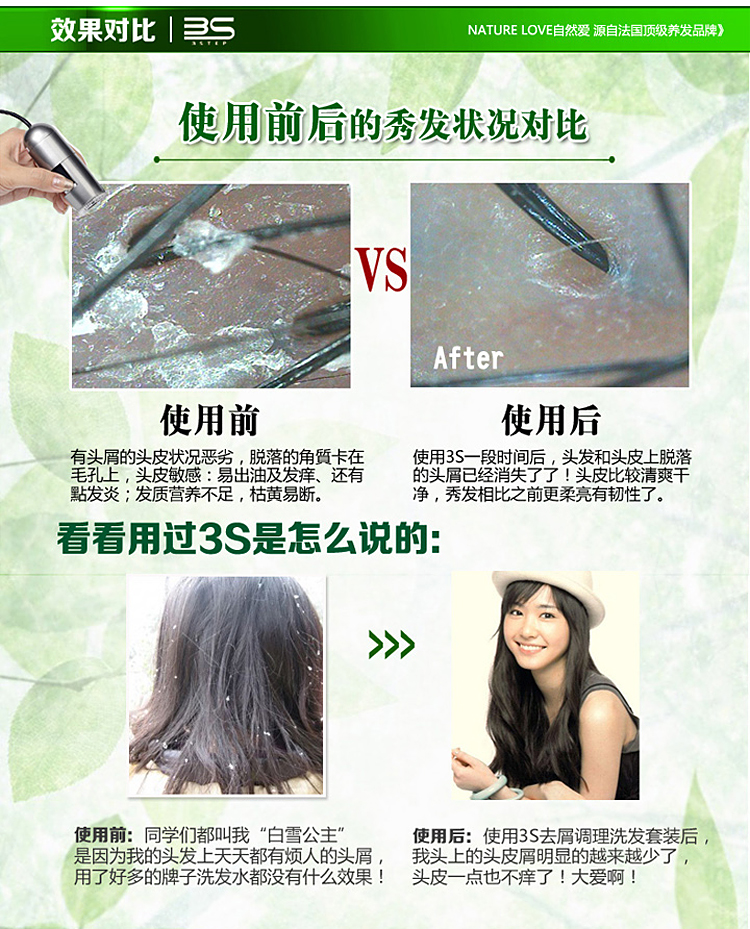 效果对比
3S
3STEP
NATURE LOVE自然爱 源自法国顶级养发品牌》
使用前后的秀发状况对比
VS
After
使用前
有头屑的头皮状况恶劣，脱落的角質卡在
毛孔上，头皮敏感：易出油及发痒、还有
點发炎；发质营养不足，枯黄易断。
使用后
使用3S一段时间后，头发和头皮上脱落
的头屑已经消失了了！头皮比较清爽干
净，秀发相比之前更柔亮有韧性了。
看看用过3S是怎么说的:
使用前：同学们都叫我“白雪公主”
是因为我的头发上天天都有烦人的头屑，
用了好多的牌子洗发水都没有什么效果！
使用后：使用3S去屑调理洗发套装后，
我头上的头皮屑明显的越来越少了，
头皮一点也不痒了！大爱啊！